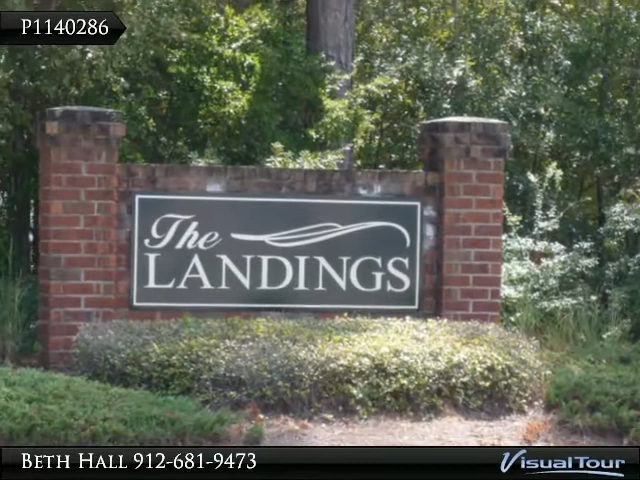 P1140286
The
LANDINGS
Beth Hall 912-681-9473
VisualTour